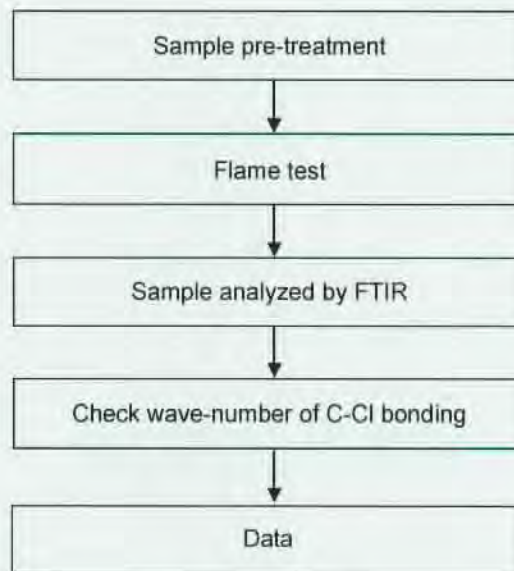 Sample pre-treatment
Flame test
Sample analyzed by FTIR
Check wave-number of C-Cl bonding
Data